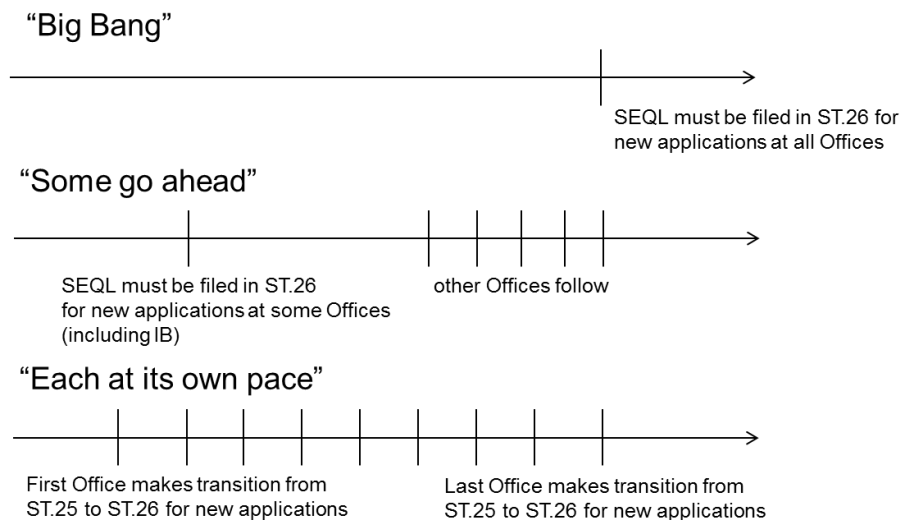 “Big Bang”
SEQL must be filed in ST.26 for
new applications at all Offices
“Some go ahead”
SEQL must be filed in ST.26
for new applications at some Offices
(including IB)
other Offices follow
“Each at its own pace”
First Office makes transition from
ST.25 to ST.26 for new applications
Last Office makes transition from
ST.25 to ST.26 for new applications